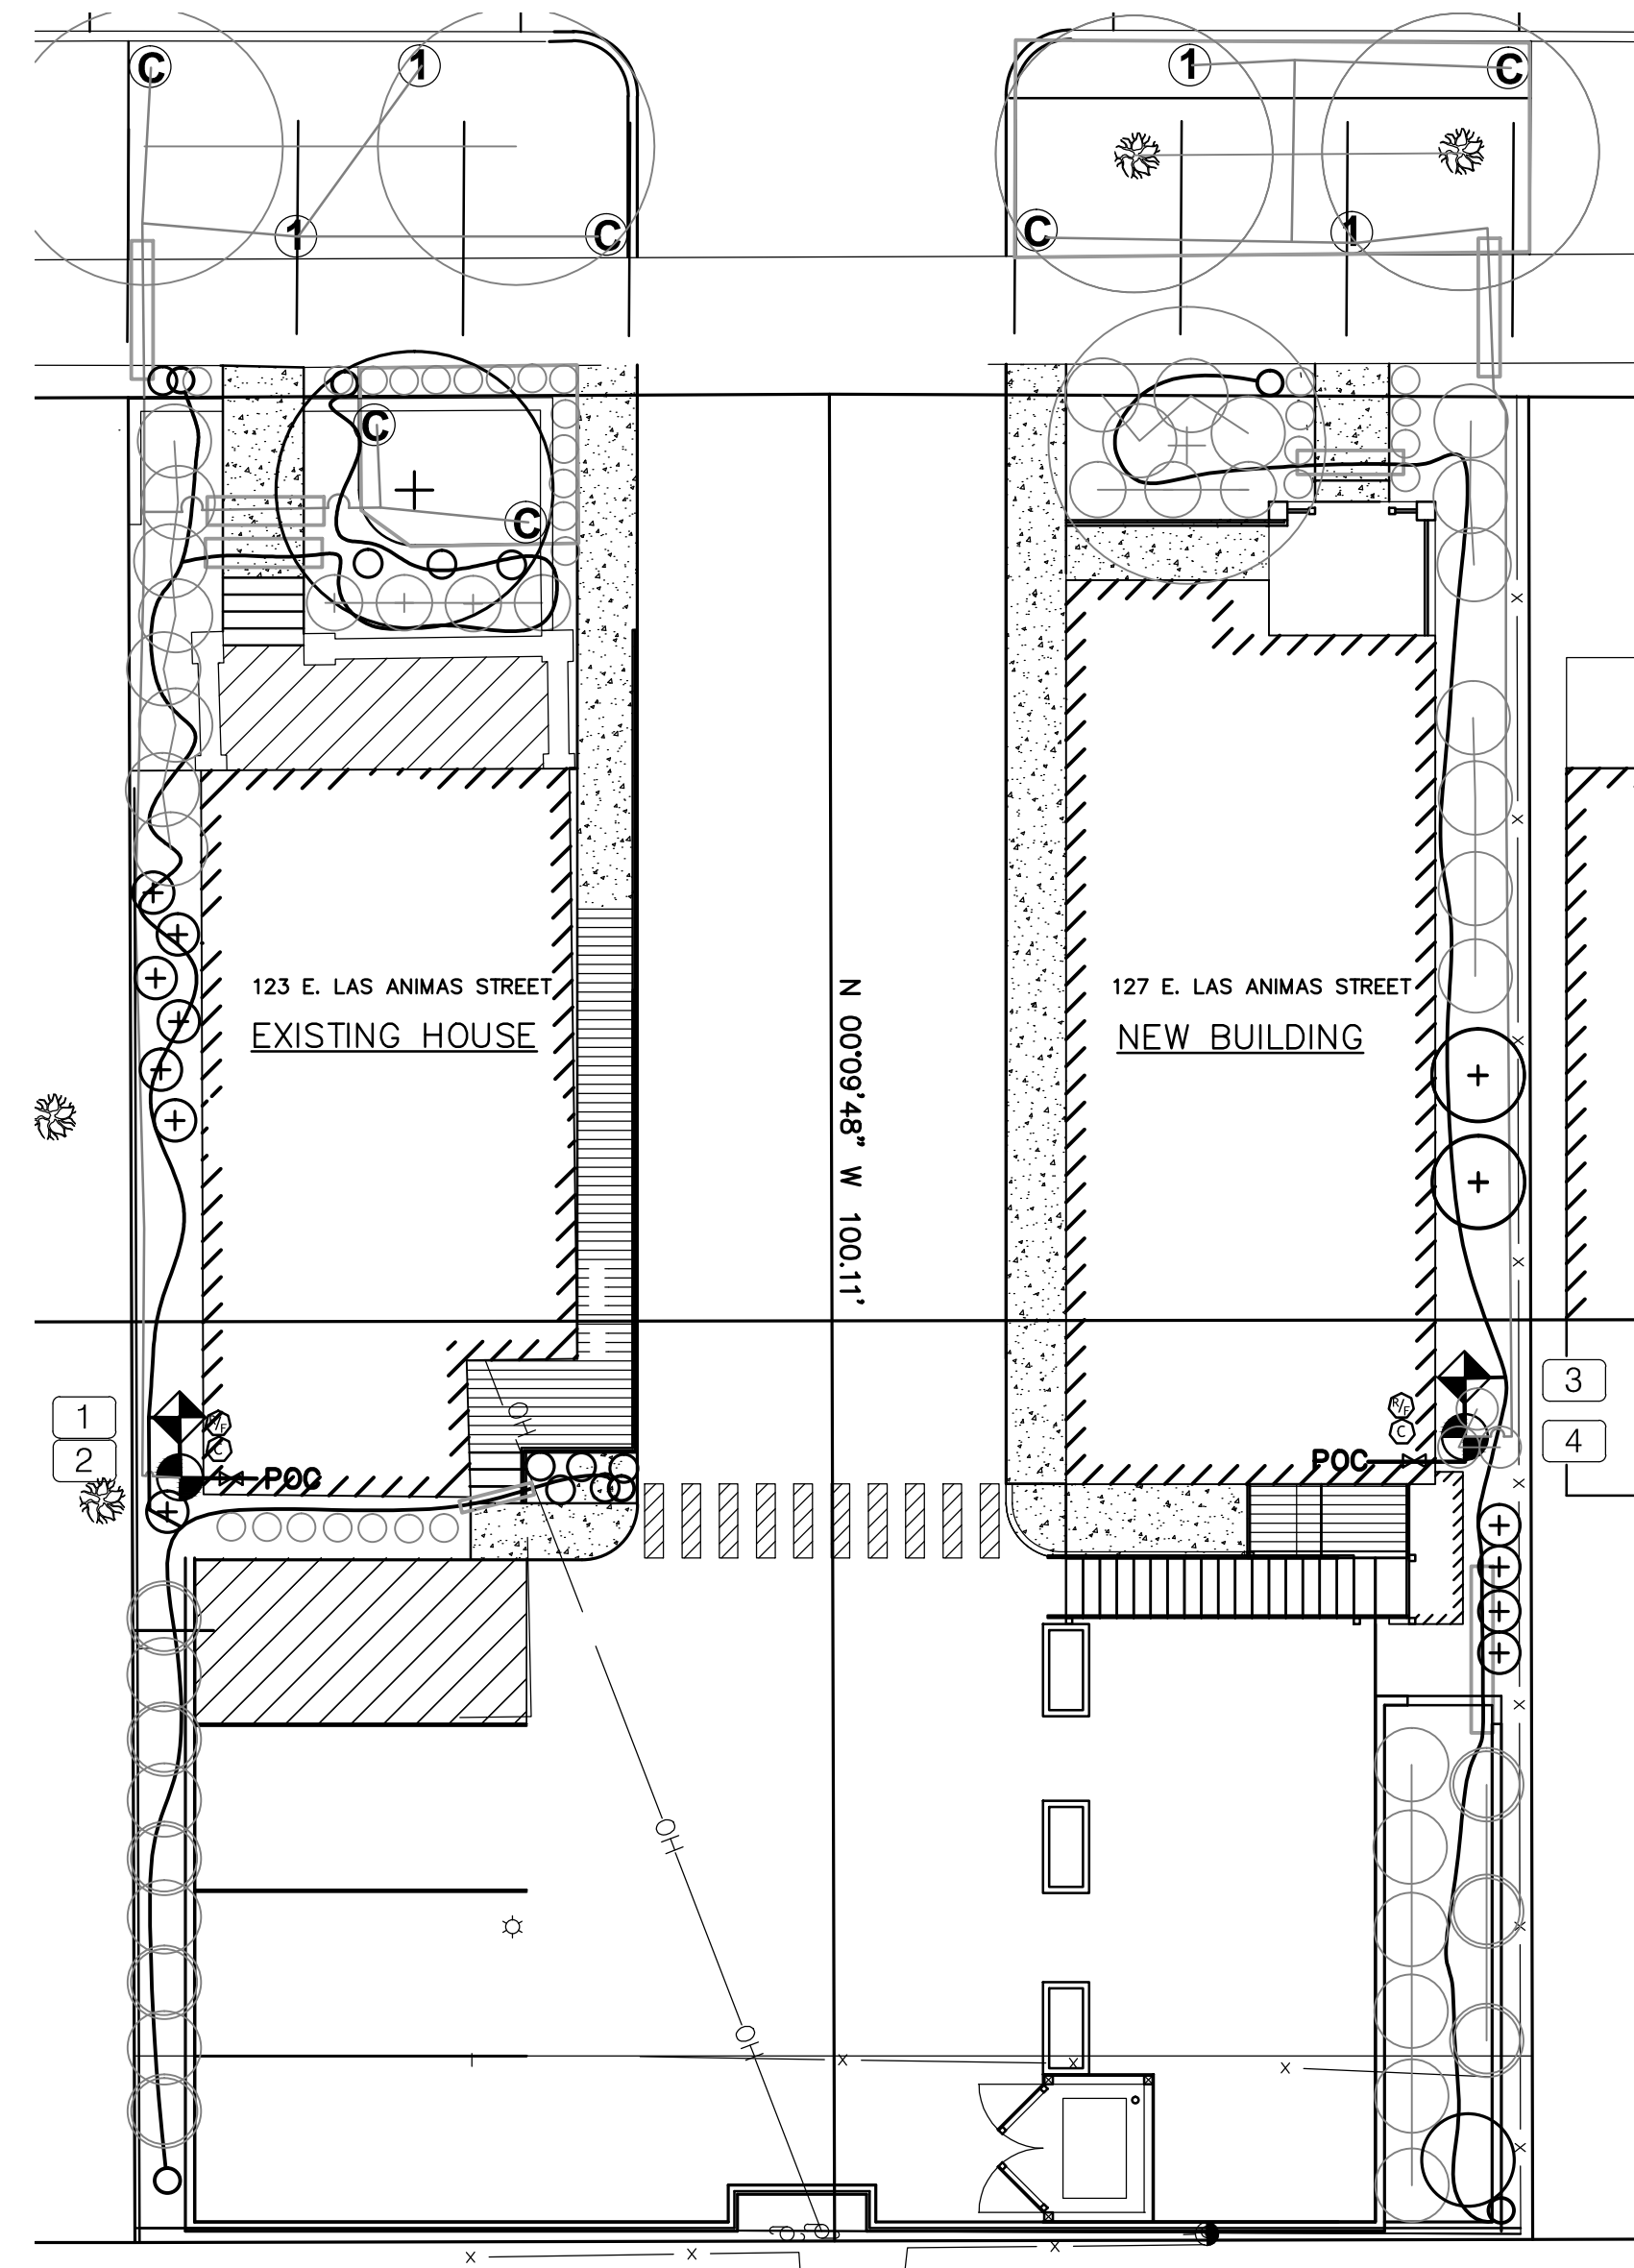 C 1 1 C
1 C C 1
C
C
123 E. LAS ANIMAS STREET
EXISTING HOUSE
N 00°09'48" W 100.11'
127 E. LAS ANIMAS STREET
NEW BUILDING
X
X
X
X
OH
1
2
R/F
C
POC
R/F
C
POC
3
4
X
X
OH
X
OH
X X X
X
X X X